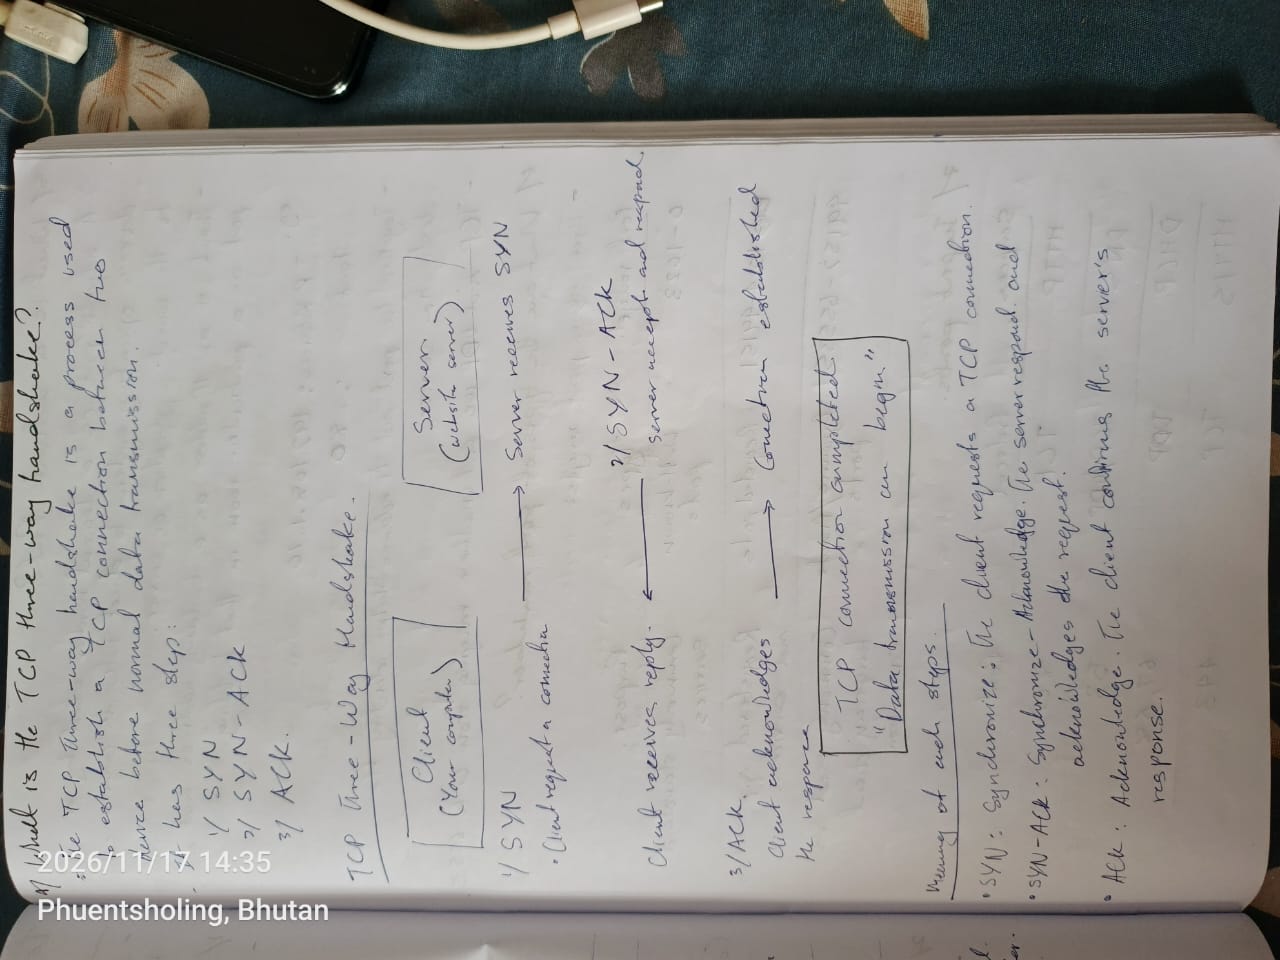 Q/ What is the TCP three-way handshake?
. The TCP three-way handshake is a process used
to establish a TCP connection between two
device before normal data transmission.
. It has three step:
1/ SYN
2/ SYN-ACK
3/ ACK.
TCP Three-Way Handshake.
Client
(Your computer)
Server
(website server)
1/ SYN
Server receives SYN
• Client request a connection
2/ SYN-ACK
Client receives reply.
Server accepts and respond.
3/ ACK.
Client acknowledges
Connection established
the response
TCP connection completed.
"Data transmission can begin"
Meaning of each steps.
• SYN: Synchronize: The client requests a TCP connection.
• SYN-ACK: Synchronize-Acknowledge. The server respond and
acknowledges the request.
• ACK: Acknowledge. The client confirms the server's
response.
2026/11/17 14:35
Phuentsholing, Bhutan